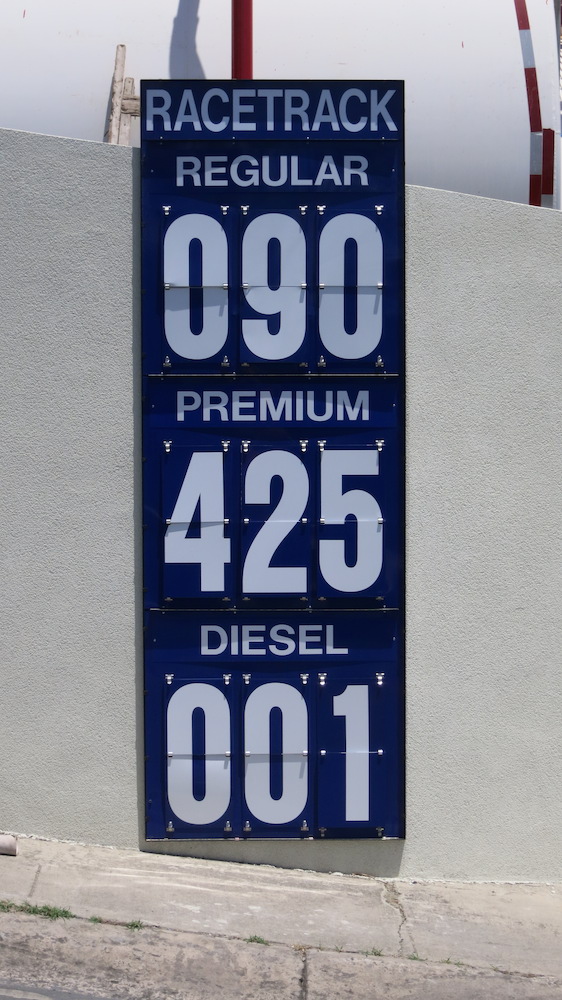 RACETRACK
REGULAR
090
PREMIUM
425
DIESEL
001